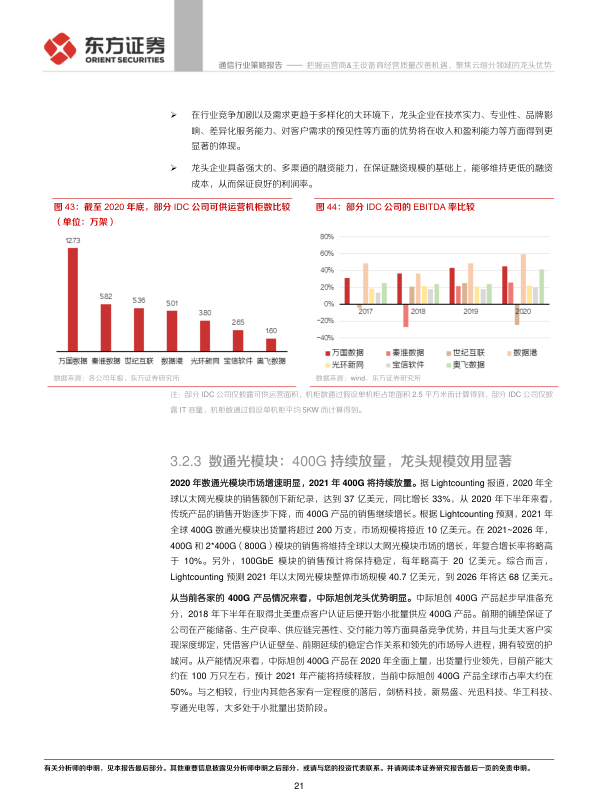 东方证券
ORIENT SECURITIES
通信行业策略报告 —— 把握运营商&主设备商经营质量改善机遇，聚焦云细分领域的龙头优势
➢ 在行业竞争加剧以及需求更趋于多样化的大环境下，龙头企业在技术实力、专业性、品牌影
响、差异化服务能力、对客户需求的预见性等方面的优势将在收入和盈利能力等方面得到更
显著的体现。
➢ 龙头企业具备强大的、多渠道的融资能力，在保证融资规模的基础上，能够维持更低的融资
成本，从而保证良好的利润率。
图 43：截至 2020 年底，部分 IDC 公司可供运营机柜数比较
（单位：万架）
12.73
5.82
5.36
5.01
3.80
2.65
1.60
万国数据 秦淮数据 世纪互联 数据港 光环新网 宝信软件 奥飞数据
数据来源：各公司年报，东方证券研究所
图 44：部分 IDC 公司的 EBITDA 率比较
80%
60%
40%
20%
0%
-20%
-40%
2017 2018 2019 2020
万国数据 秦淮数据 世纪互联 数据港
光环新网 宝信软件 奥飞数据
数据来源：wind，东方证券研究所
注：部分 IDC 公司仅披露可供运营面积，机柜数通过假设单机柜占地面积 2.5 平方米而计算得到，部分 IDC 公司仅披
露 IT 容量，机柜数通过假设单机柜平均 5KW 而计算得到。
3.2.3 数通光模块：400G 持续放量，龙头规模效用显著
2020 年数通光模块市场增速明显，2021 年 400G 将持续放量。据 Lightcounting 报道，2020 年全
球以太网光模块的销售额创下新纪录，达到 37 亿美元，同比增长 33%，从 2020 年下半年来看，
传统产品的销售开始逐步下降，而 400G 产品的销售继续增长。根据 Lightcounting 预测，2021 年
全球 400G 数通光模块出货量将超过 200 万支，市场规模将接近 10 亿美元。在 2021~2026 年，
400G 和 2*400G（800G）模块的销售将维持全球以太网光模块市场的增长，年复合增长率将略高
于 10%。另外，100GbE 模块的销售预计将保持稳定，每年略高于 20 亿美元。综合而言，
Lightcounting 预测 2021 年以太网光模块整体市场规模 40.7 亿美元，到 2026 年将达 68 亿美元。
从当前各家的 400G 产品情况来看，中际旭创龙头优势明显。中际旭创 400G 产品起步早准备充
分，2018 年下半年在取得北美重点客户认证后便开始小批量供应 400G 产品。前期的铺垫保证了
公司在产能储备、生产良率、供应链完善性、交付能力等方面具备竞争优势，并且与北美大客户实
现深度绑定，凭借客户认证壁垒、前期延续的稳定合作关系和领先的市场导入进程，拥有较宽的护
城河。从产能情况来看，中际旭创 400G 产品在 2020 年全面上量，出货量行业领先，目前产能大
约在 100 万只左右，预计 2021 年产能将持续释放，当前中际旭创 400G 产品全球市占率大约在
50%。与之相较，行业内其他各家有一定程度的落后，剑桥科技，新易盛、光迅科技、华工科技、
亨通光电等，大多处于小批量出货阶段。
有关分析师的申明，见本报告最后部分。其他重要信息披露见分析师申明之后部分，或请与您的投资代表联系。并请阅读本证券研究报告最后一页的免责申明。
21